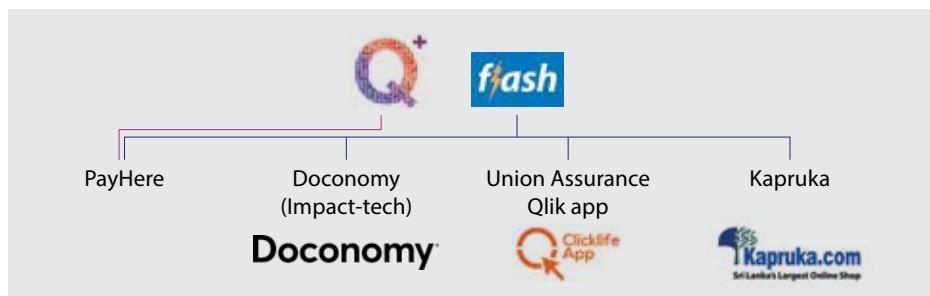 Q+
flash
PayHere
Doconomy
(Impact-tech)
Union Assurance
Qlik app
Kapruka
Doconomy
Clicklife
App
Kapruka.com
Sri Lanka's Largest Online Shop